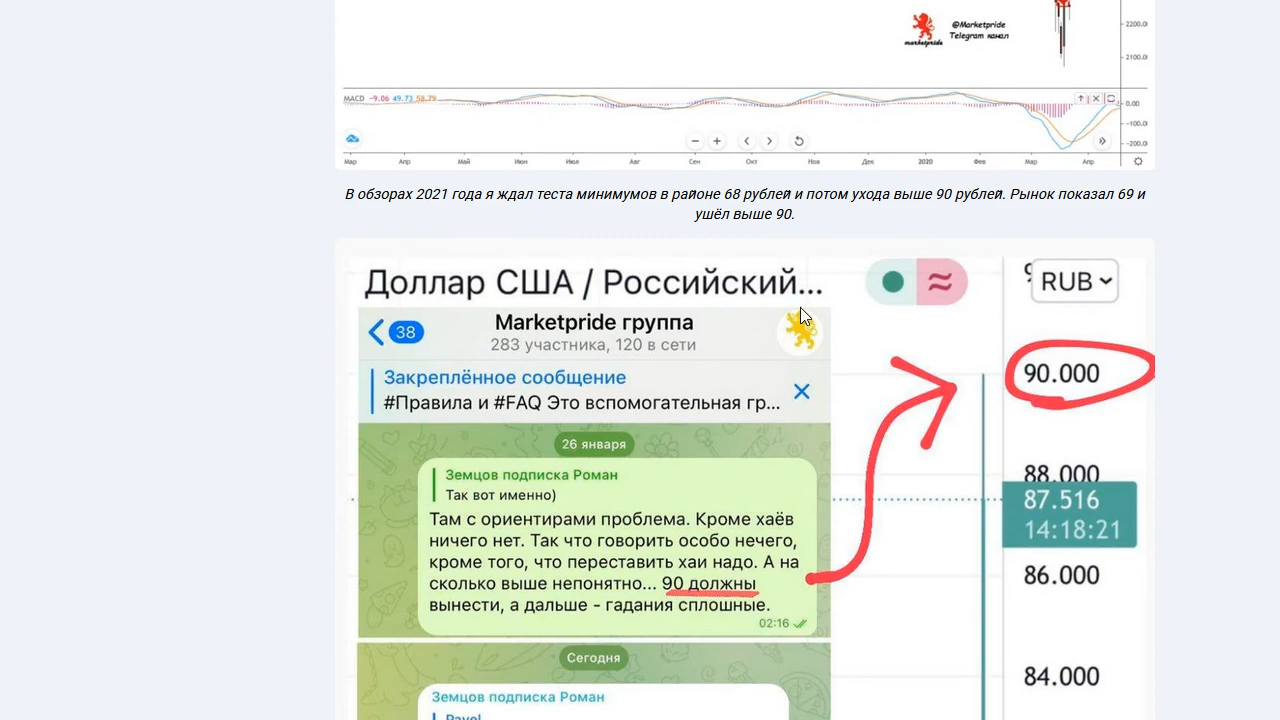 2200.0
@Marketpride
Telegram канал
marketpride
2100.0
MACD -9.06 49.73 58.79
0.00
-100.00
-200.00
Мар Апр Май Июн Июл Авг Сен Окт Ноя Дек 2020 Фев Мар Апр
В обзорах 2021 года я ждал теста минимумов в районе 68 рублей и потом ухода выше 90 рублей. Рынок показал 69 и
ушёл выше 90.
Доллар США / Российский...
RUB
38
Marketpride группа
283 участника, 120 в сети
Закреплённое сообщение
#Правила и #FAQ Это вспомогательная гр...
90.000
26 января
Земцов подписка Роман
Так вот именно)
Там с ориентирами проблема. Кроме хаёв
ничего нет. Так что говорить особо нечего,
кроме того, что переставить хаи надо. А на
сколько выше непонятно... 90 должны
вынести, а дальше - гадания сплошные.
02:16
88.000
87.516
14:18:21
86.000
Сегодня
84.000
Земцов подписка Роман
Pavel